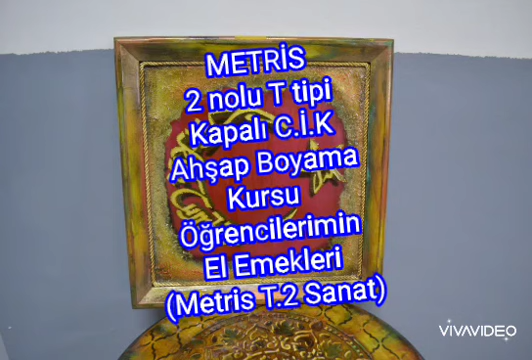 METRİS
2 nolu T tipi
Kapalı C.İ.K
Ahşap Boyama
Kursu
Öğrencilerimin
El Emekleri
(Metris T.2 Sanat)
VIVAVIDEO